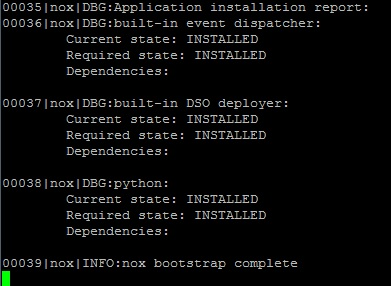 00035|nox|DBG:Application installation report:
00036|nox|DBG:built-in event dispatcher:
Current state: INSTALLED
Required state: INSTALLED
Dependencies:
00037|nox|DBG:built-in DSO deployer:
Current state: INSTALLED
Required state: INSTALLED
Dependencies:
00038|nox|DBG:python:
Current state: INSTALLED
Required state: INSTALLED
Dependencies:
00039|nox|INFO:nox bootstrap complete